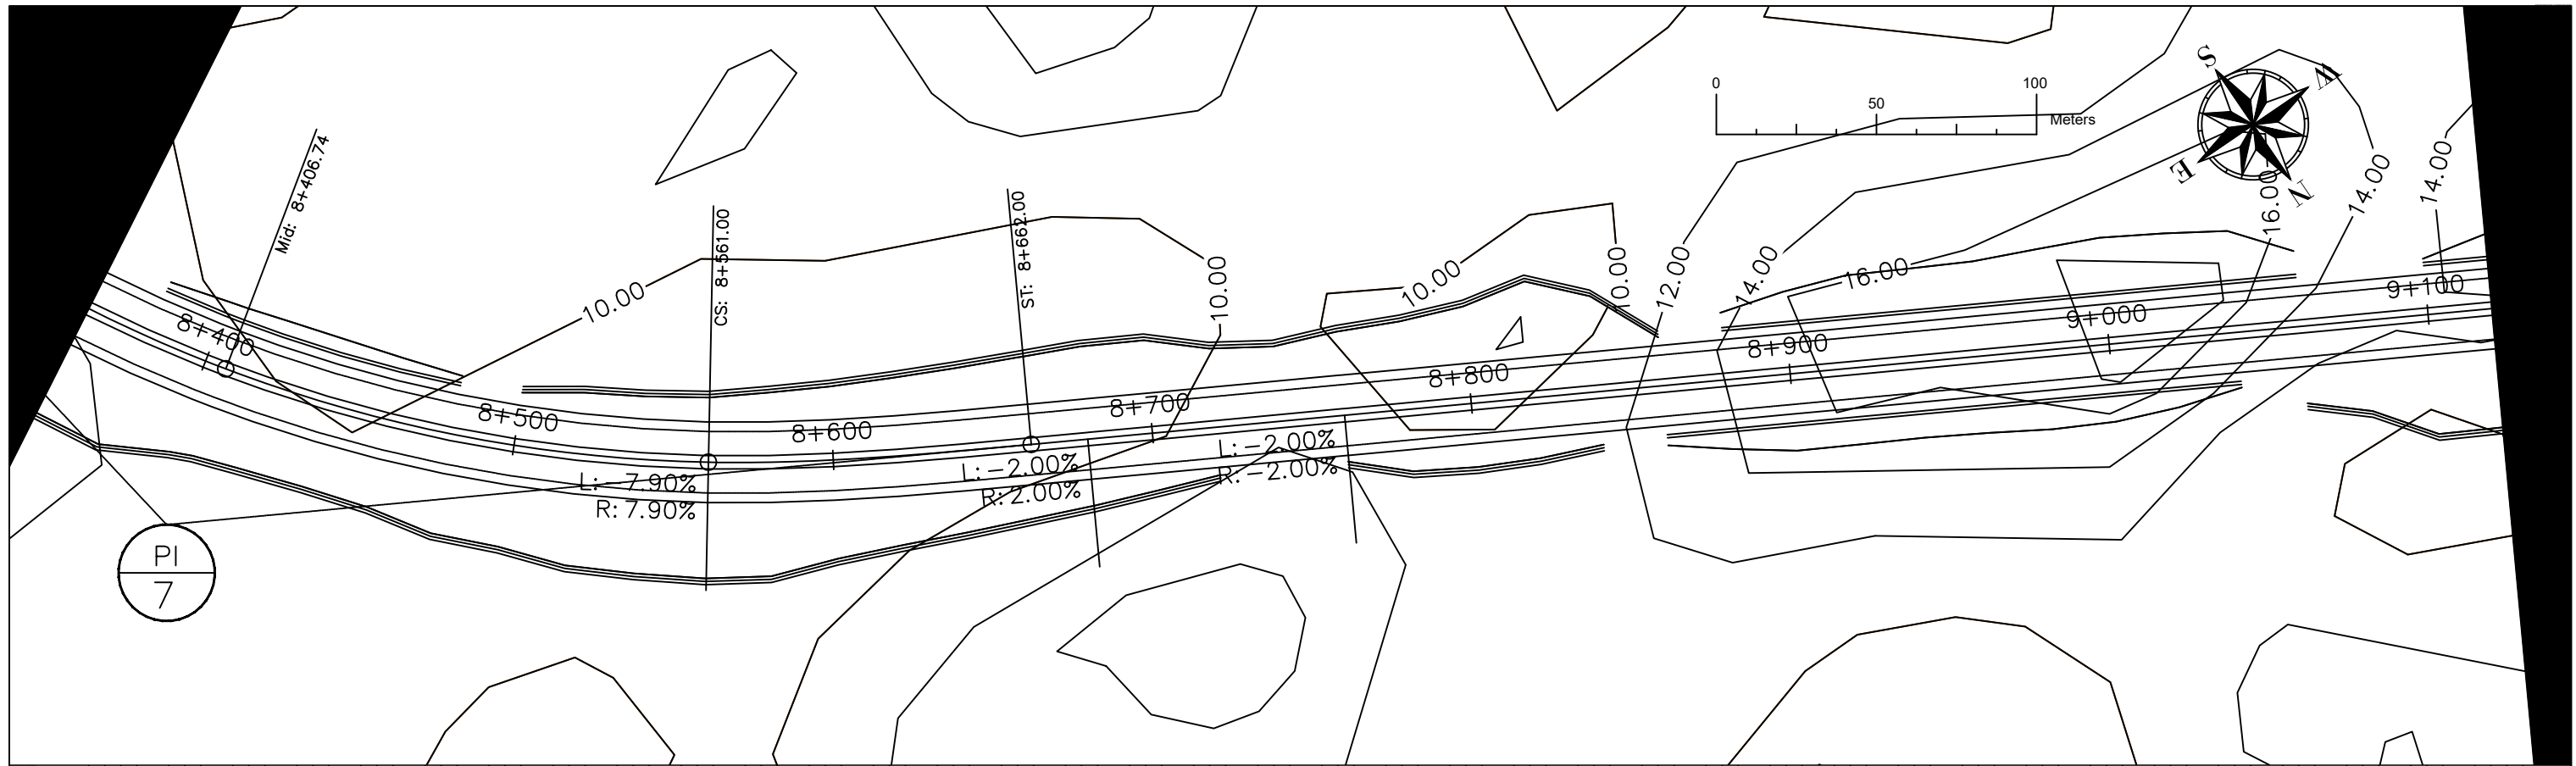 0
50
100
Meters
S
W
E
N
Mid: 8+406.74
CS: 8+561.00
ST: 8+662.00
10.00
10.00
10.00
10.00
12.00
14.00
16.00
16.00
14.00
14.00
8+400
8+500
8+600
8+700
8+800
8+900
9+000
9+100
L: -7.90%
R: 7.90%
L: -2.00%
R: 2.00%
L: -2.00%
R: -2.00%
PI
7